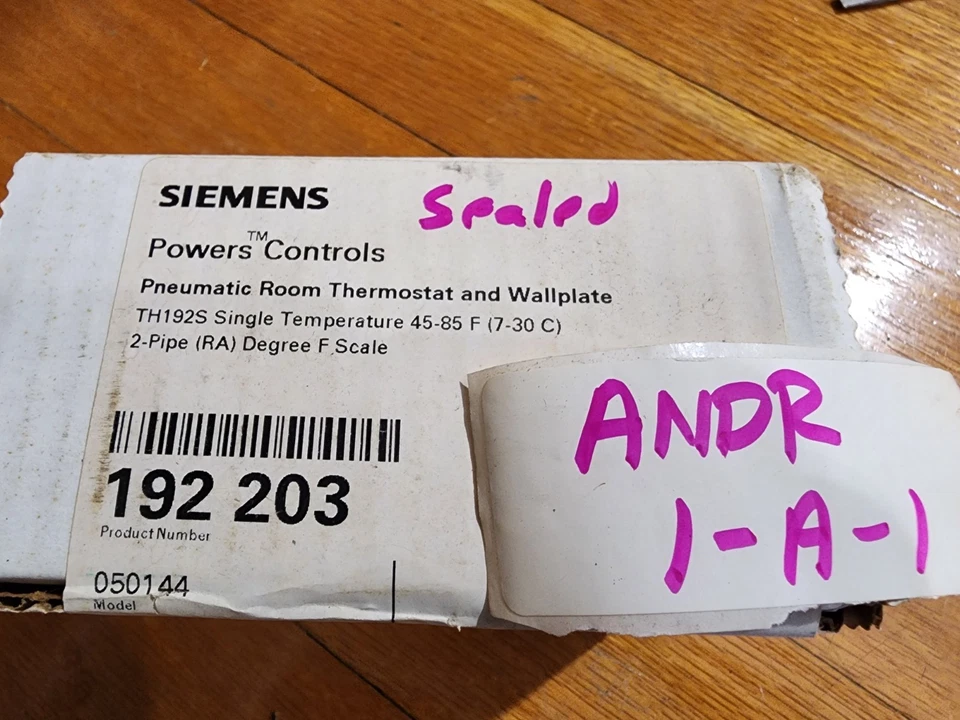 SIEMENS
Sealed
Powers™ Controls
Pneumatic Room Thermostat and Wallplate
TH192S Single Temperature 45-85 F (7-30 C)
2-Pipe (RA) Degree F Scale
192 203
Product Number
050144
Model
ANDR
1-A-1